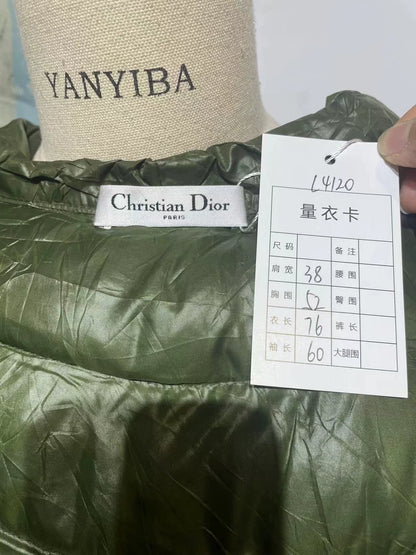 YANYIBA
Christian Dior
PARIS
L4120
量衣卡
尺码 备注
肩宽 38 腰围
胸围 52 臀围
衣长 76 裤长
袖长 60 大腿围